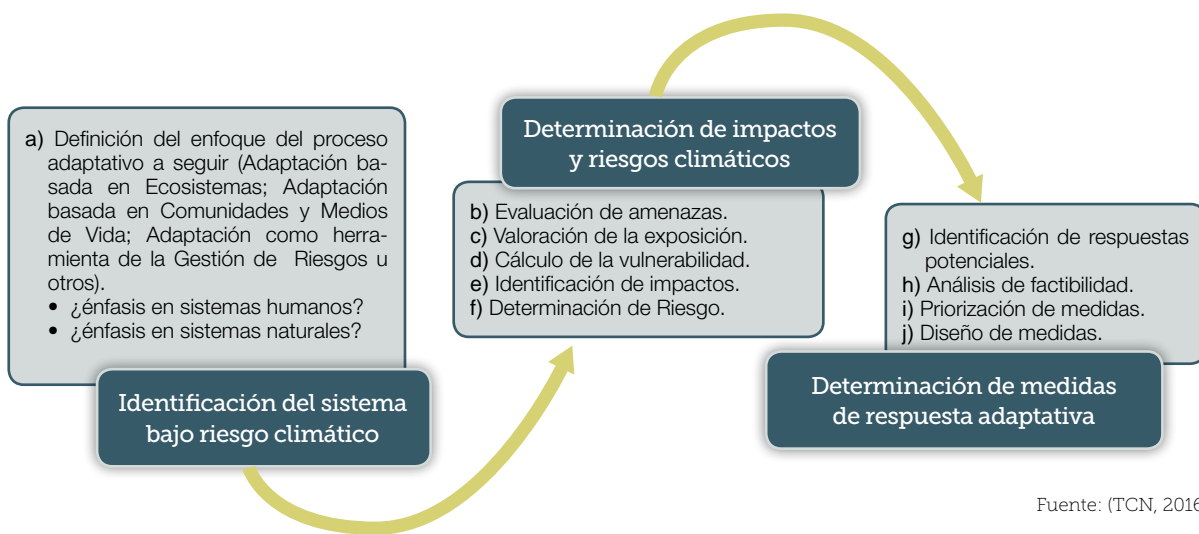 a) Definición del enfoque del proceso
adaptativo a seguir (Adaptación ba-
sada en Ecosistemas; Adaptación
basada en Comunidades y Medios
de Vida; Adaptación como herra-
mienta de la Gestión de Riesgos u
otros).
• ¿énfasis en sistemas humanos?
• ¿énfasis en sistemas naturales?
Identificación del sistema
bajo riesgo climático
Determinación de impactos
y riesgos climáticos
b) Evaluación de amenazas.
c) Valoración de la exposición.
d) Cálculo de la vulnerabilidad.
e) Identificación de impactos.
f) Determinación de Riesgo.
g) Identificación de respuestas
potenciales.
h) Análisis de factibilidad.
i) Priorización de medidas.
j) Diseño de medidas.
Determinación de medidas
de respuesta adaptativa
Fuente: (TCN, 2016